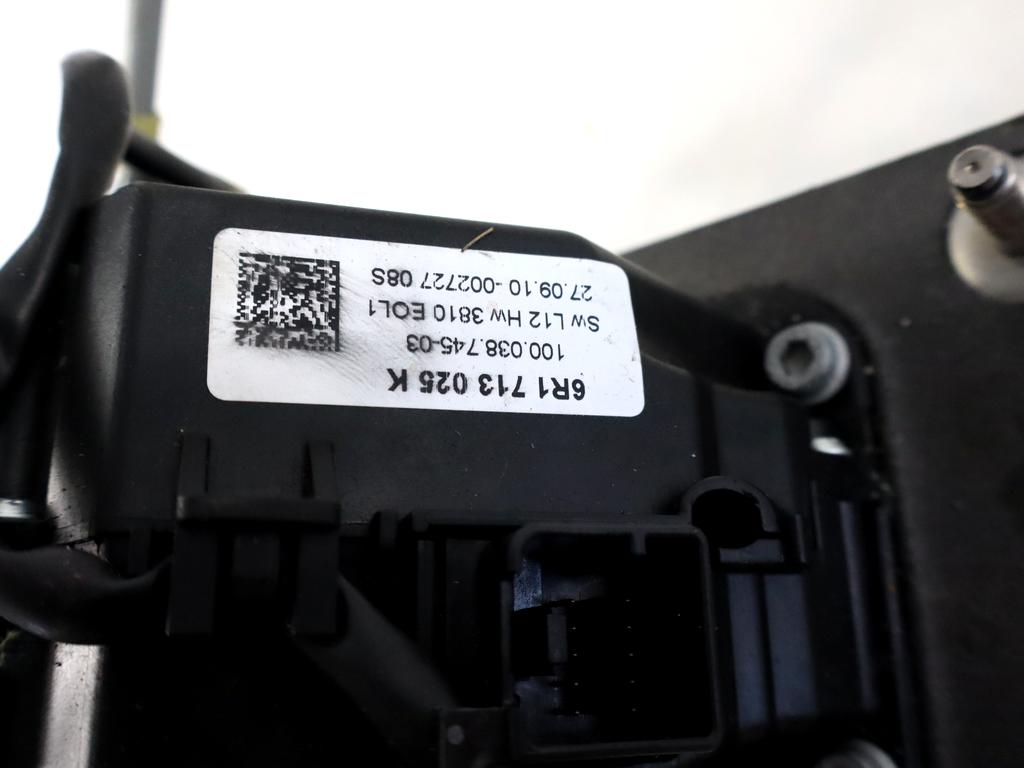 6R1 713 025 K
100.038.745-03
Sw L12 Hw 3810 EOL1
27.09.10-002727 08S